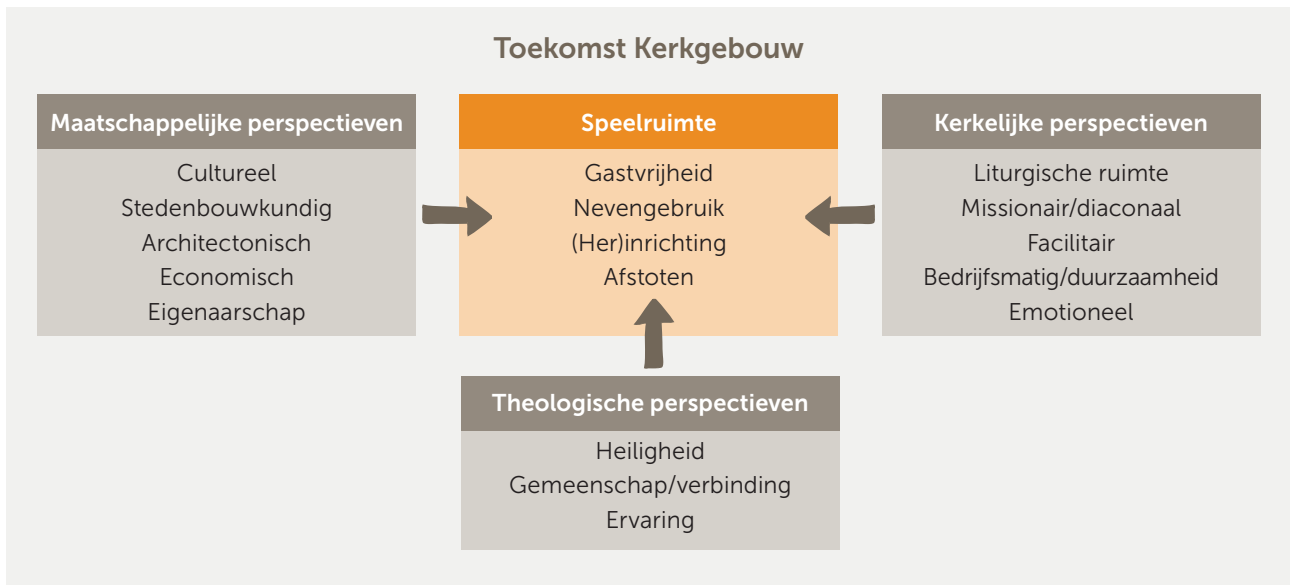 Toekomst Kerkgebouw
Maatschappelijke perspectieven
Cultureel
Stedenbouwkundig
Architectonisch
Economisch
Eigenaarschap
Speelruimte
Gastvrijheid
Nevengebruik
(Her)inrichting
Afstoten
Kerkelijke perspectieven
Liturgische ruimte
Missionair/diaconaal
Facilitair
Bedrijfsmatig/duurzaamheid
Emotioneel
Theologische perspectieven
Heiligheid
Gemeenschap/verbinding
Ervaring